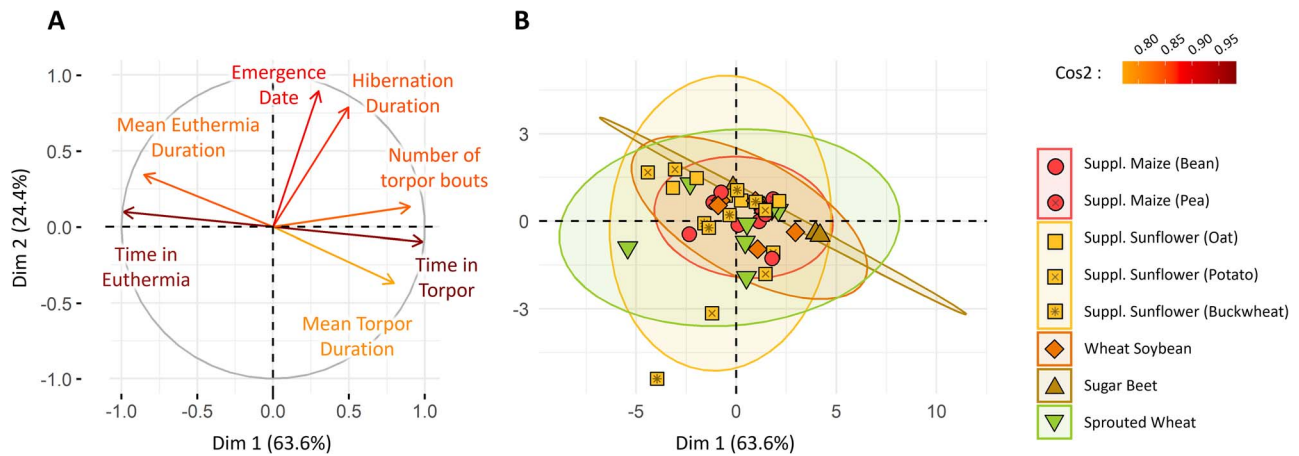 A
Emergence
Date
Hibernation
Duration
Mean Euthermia
Duration
Number of
torpor bouts
Time in
Euthermia
Time in
Torpor
Mean Torpor
Duration
1.0
0.5
0.0
-0.5
-1.0
Dim 2 (24.4%)
-1.0 -0.5 0.0 0.5 1.0
Dim 1 (63.6%)
B
3
0
-3
-5 0 5 10
Dim 1 (63.6%)
Cos2 :
0.80 0.85 0.90 0.95
Suppl. Maize (Bean)
Suppl. Maize (Pea)
Suppl. Sunflower (Oat)
Suppl. Sunflower (Potato)
Suppl. Sunflower (Buckwheat)
Wheat Soybean
Sugar Beet
Sprouted Wheat